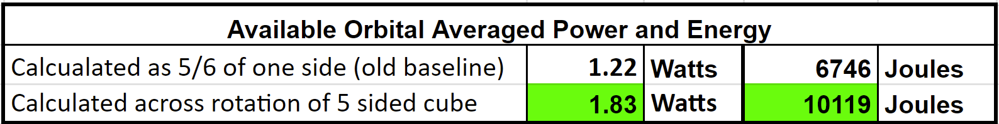 Available Orbital Averaged Power and Energy
Calcualated as 5/6 of one side (old baseline) 1.22 Watts 6746 Joules
Calculated across rotation of 5 sided cube 1.83 Watts 10119 Joules